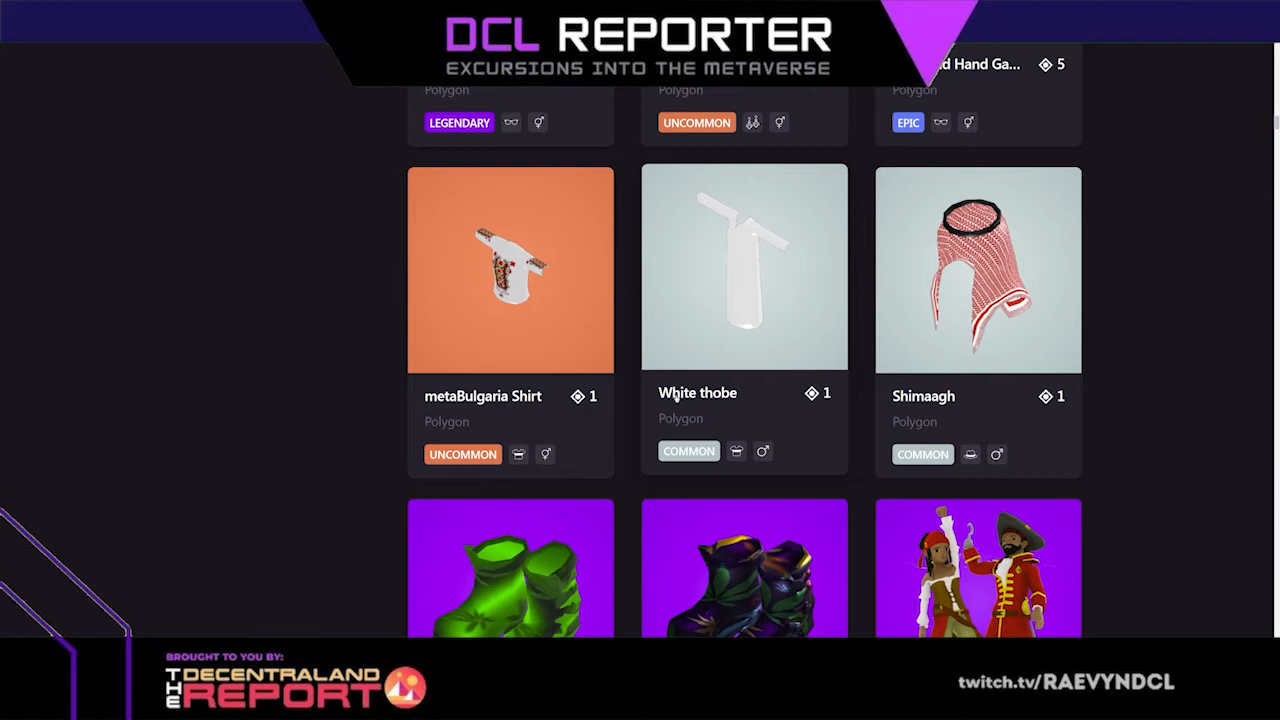 DCL REPORTER
EXCURSIONS INTO THE METAVERSE
d Hand Ga... 5
Polygon
Polygon
Polygon
LEGENDARY
UNCOMMON
EPIC
metaBulgaria Shirt 1
Polygon
UNCOMMON
White thobe 1
Polygon
COMMON
Shimaagh 1
Polygon
COMMON
BROUGHT TO YOU BY:
THE DECENTRALAND
REPORT
twitch.tv/RAEVYNDCL